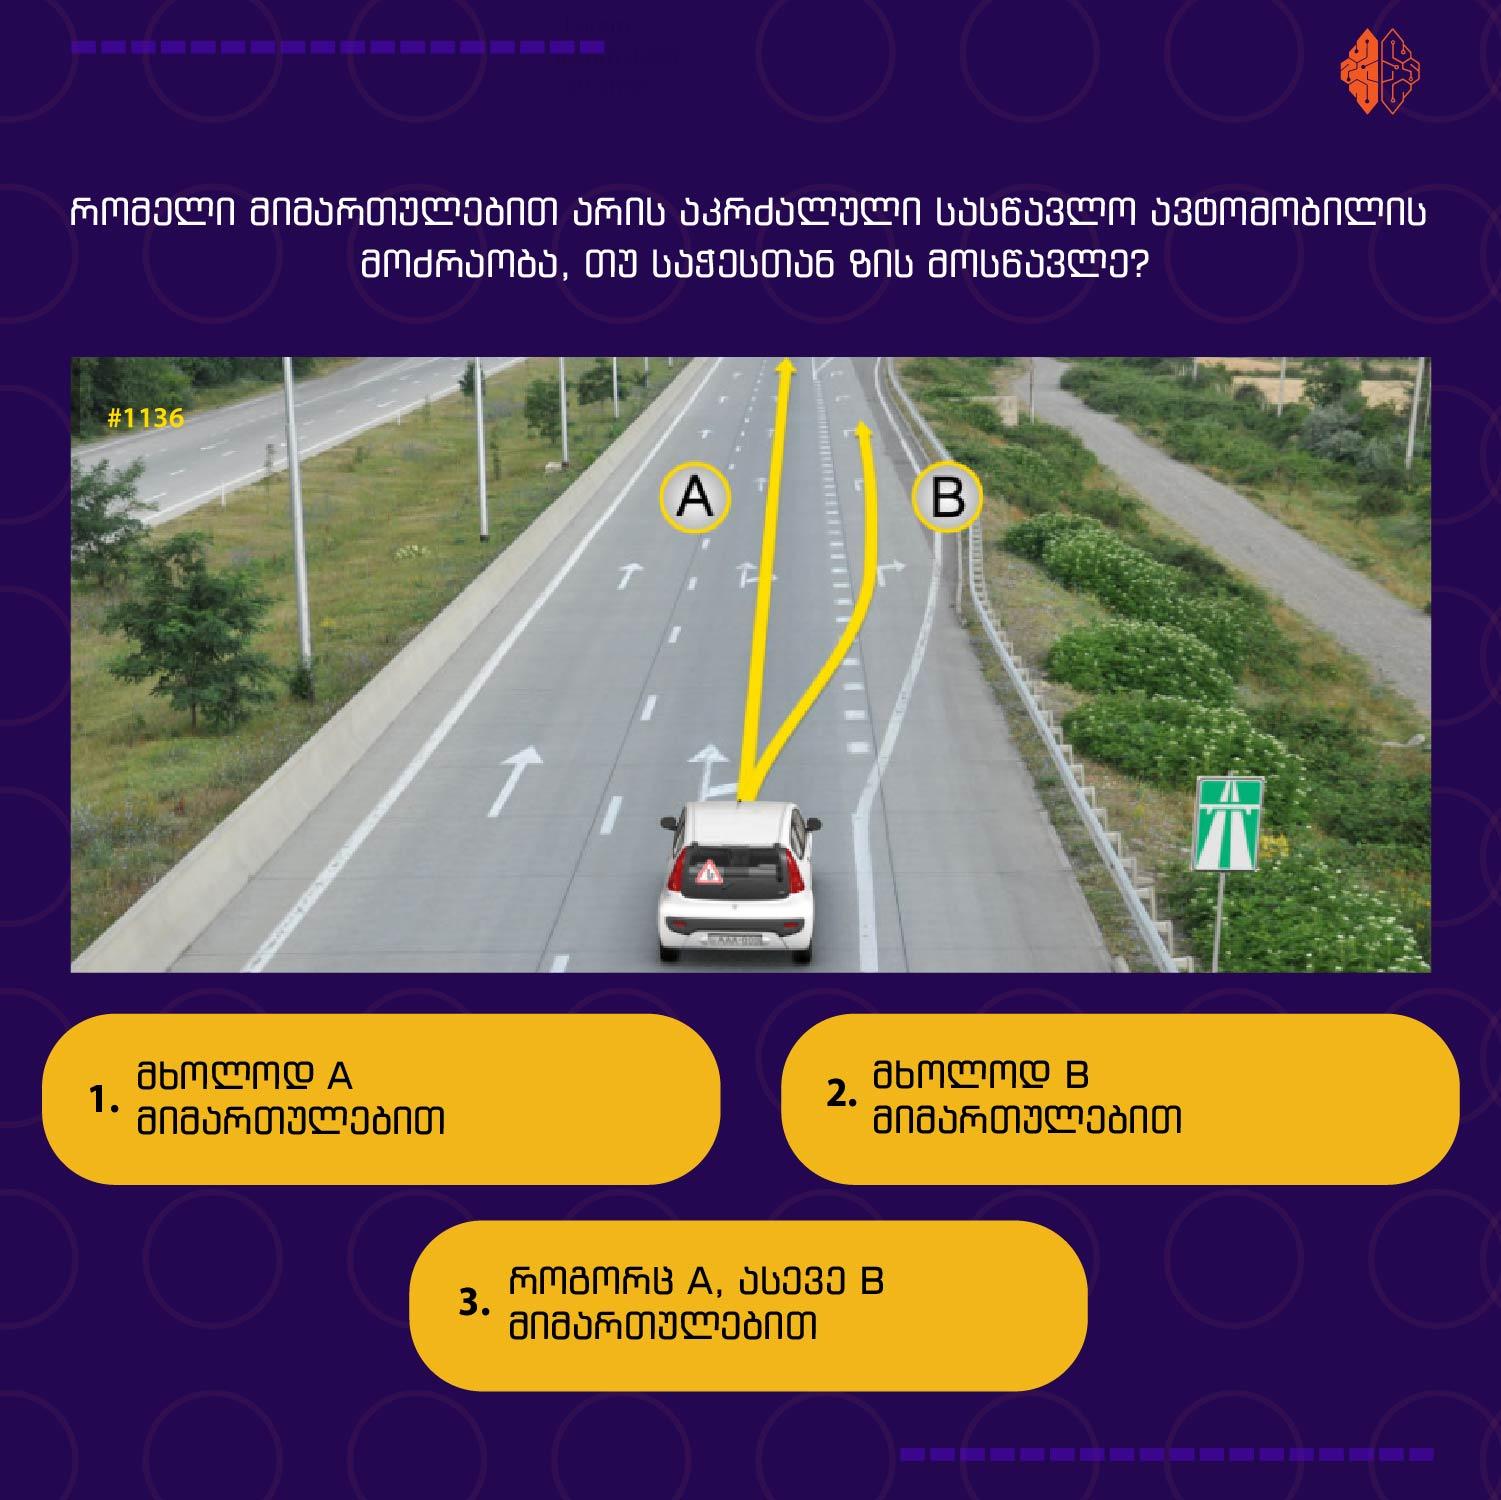 რომელი მიმართულებით არის აკრძალული სასწავლო ავტომობილის
მოძრაობა, თუ საჭესთან ზის მოსწავლე?
#1136
A
B
1. მხოლოდ A
მიმართულებით
2. მხოლოდ B
მიმართულებით
3. როგორც A, ასევე B
მიმართულებით